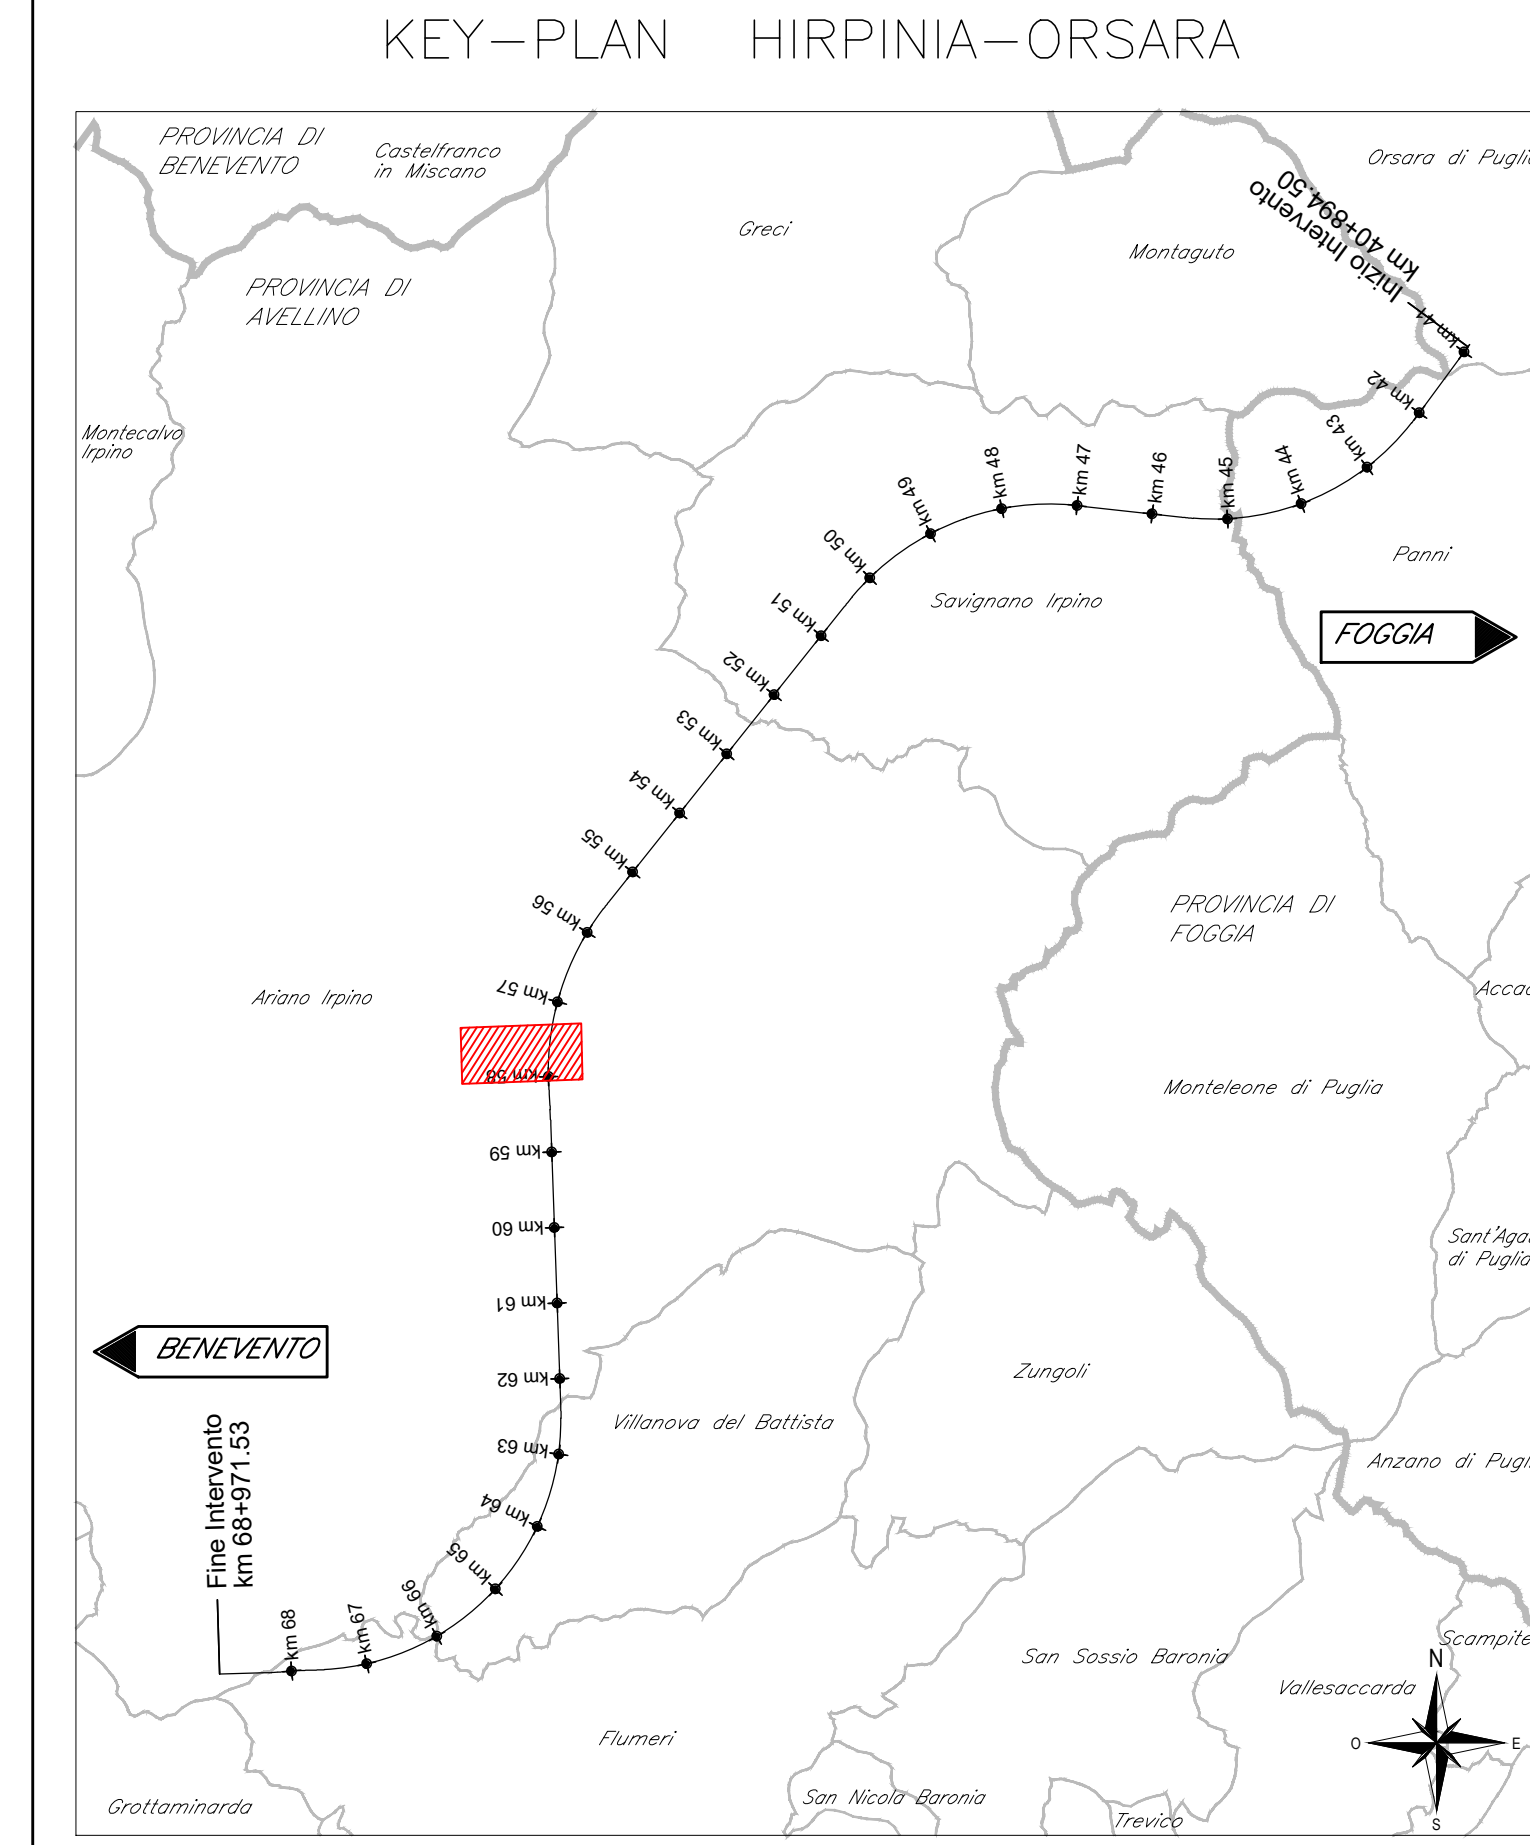 KEY-PLAN HIRPINIA-ORSARA
PROVINCIA DI
BENEVENTO
Castelfranco
in Miscano
Orsara di Pugli
Greci
Montaguto
Inizio Intervento
km 40+894.50
PROVINCIA DI
AVELLINO
km 41
km 42
km 43
km 44
km 45
km 46
km 47
km 48
km 49
km 50
km 51
km 52
km 53
km 54
km 55
km 56
km 57
km 58
km 59
km 60
km 61
km 62
km 63
km 64
km 65
km 66
km 67
km 68
Montecalvo
Irpino
Panni
Savignano Irpino
FOGGIA
PROVINCIA DI
FOGGIA
Ariano Irpino
Accad
Monteleone di Puglia
Sant'Aga
di Puglia
BENEVENTO
Zungoli
Villanova del Battista
Fine Intervento
km 68+971.53
Anzano di Pugl
Scampite
San Sossio Baronia
Vallesaccarda
N
O
E
S
Flumeri
San Nicola Baronia
Trevico
Grottaminarda